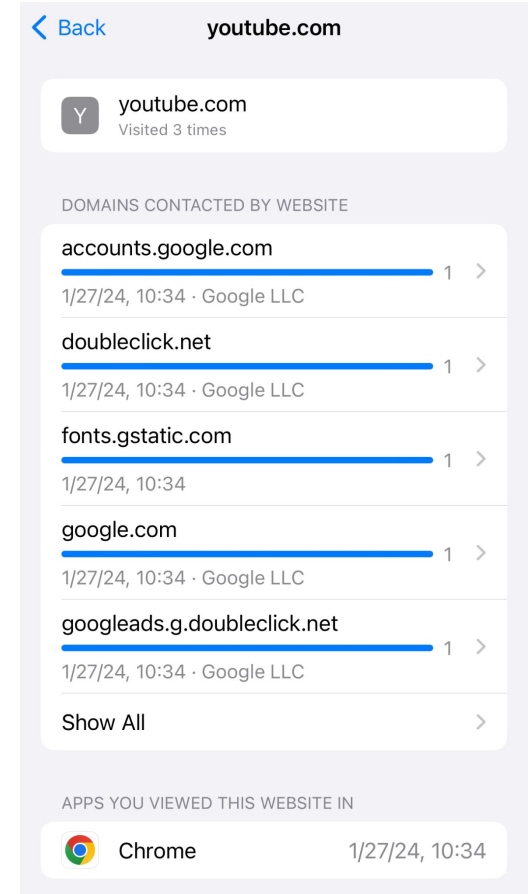 Back
youtube.com
Y
youtube.com
Visited 3 times
DOMAINS CONTACTED BY WEBSITE
accounts.google.com
1
1/27/24, 10:34 · Google LLC
doubleclick.net
1
1/27/24, 10:34 · Google LLC
fonts.gstatic.com
1
1/27/24, 10:34
google.com
1
1/27/24, 10:34 · Google LLC
googleads.g.doubleclick.net
1
1/27/24, 10:34 · Google LLC
Show All
APPS YOU VIEWED THIS WEBSITE IN
Chrome 1/27/24, 10:34